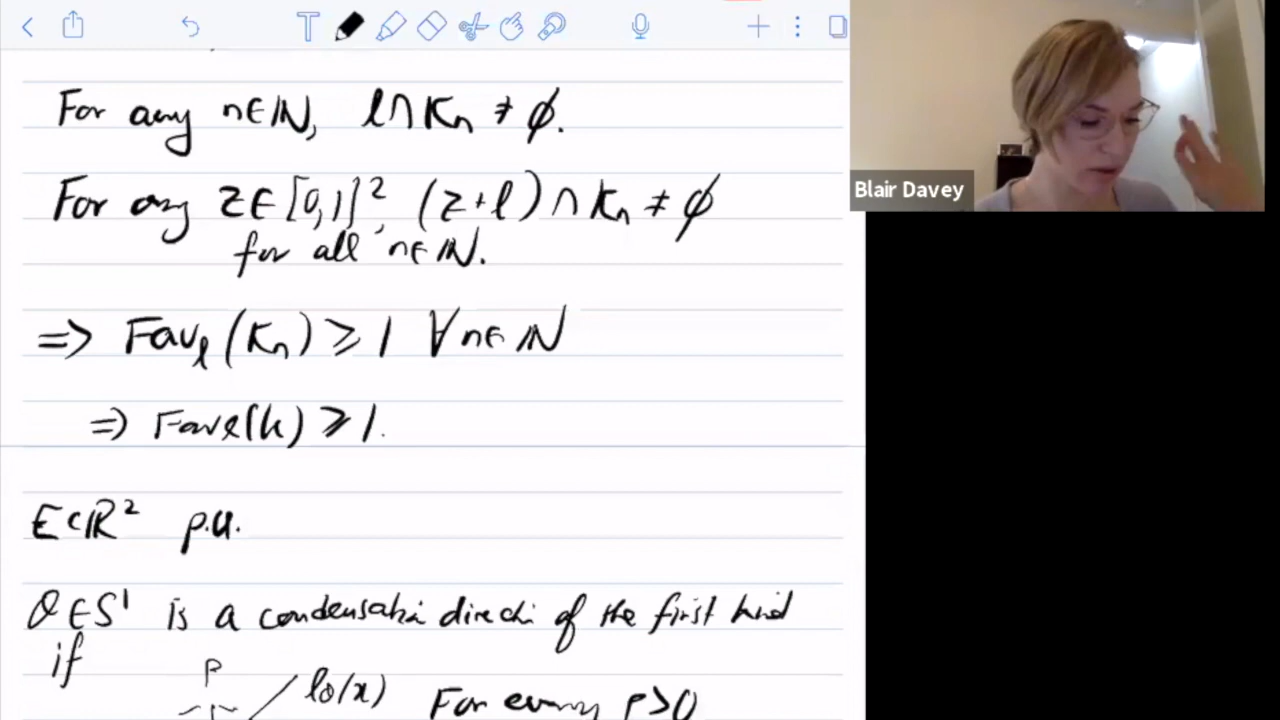 For any n∈ℕ, l∩Kₙ ≠ ϕ.
For any z∈[0,1]², (z+l)∩Kₙ ≠ ϕ
for all n∈ℕ.
=> Favₗ(Kₙ) ⩾ 1 ∀n∈ℕ
=> Favₗ(K) ⩾ 1.
E⊂ℝ² p.u.
θ∈S¹ is a condensation direction of the first kind
if
ρ
l₀(x) For every ρ>0
Blair Davey